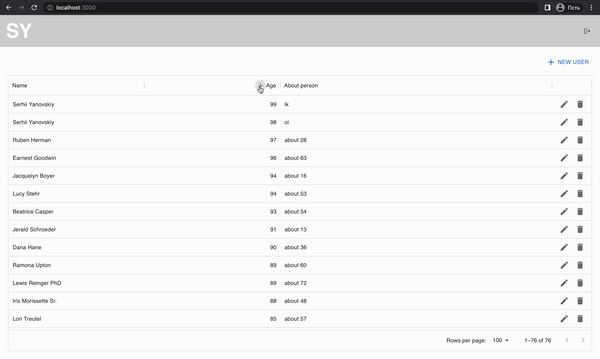 localhost:3000
Гість
SY
+ NEW USER
Name Age About person
Serhii Yanovskiy 99 lk
Serhii Yanovskiy 98 oi
Ruben Herman 97 about 28
Earnest Goodwin 96 about 63
Jacquelyn Boyer 94 about 16
Lucy Stehr 94 about 53
Beatrice Casper 93 about 54
Jerald Schroeder 91 about 13
Dana Hane 90 about 36
Ramona Upton 89 about 60
Lewis Reinger PhD 89 about 72
Iris Morissette Sr. 88 about 48
Lori Treutel 85 about 57
Rows per page: 100 1–76 of 76